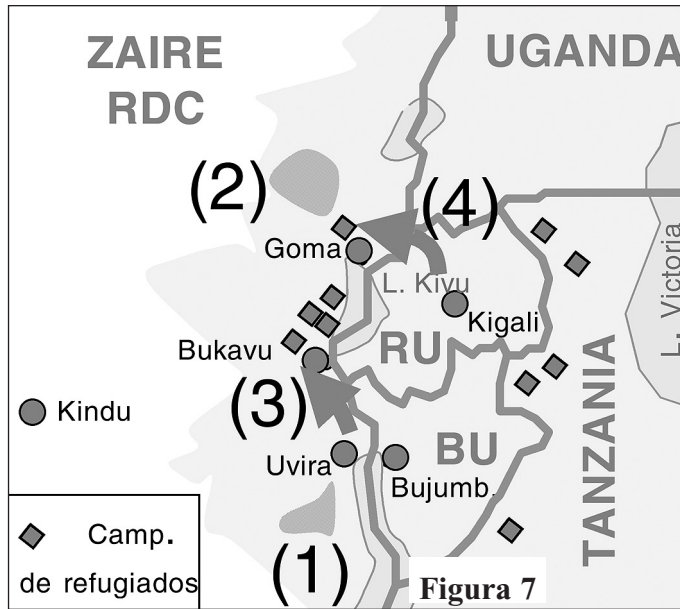 ZAIRE
RDC
UGANDA
(2)
(4)
Goma
L. Kivu
Kigali
L. Victoria
Bukavu
RU
(3)
Kindu
TANZANIA
Uvira
BU
Bujumb.
(1)
Camp.
de refugiados
Figura 7